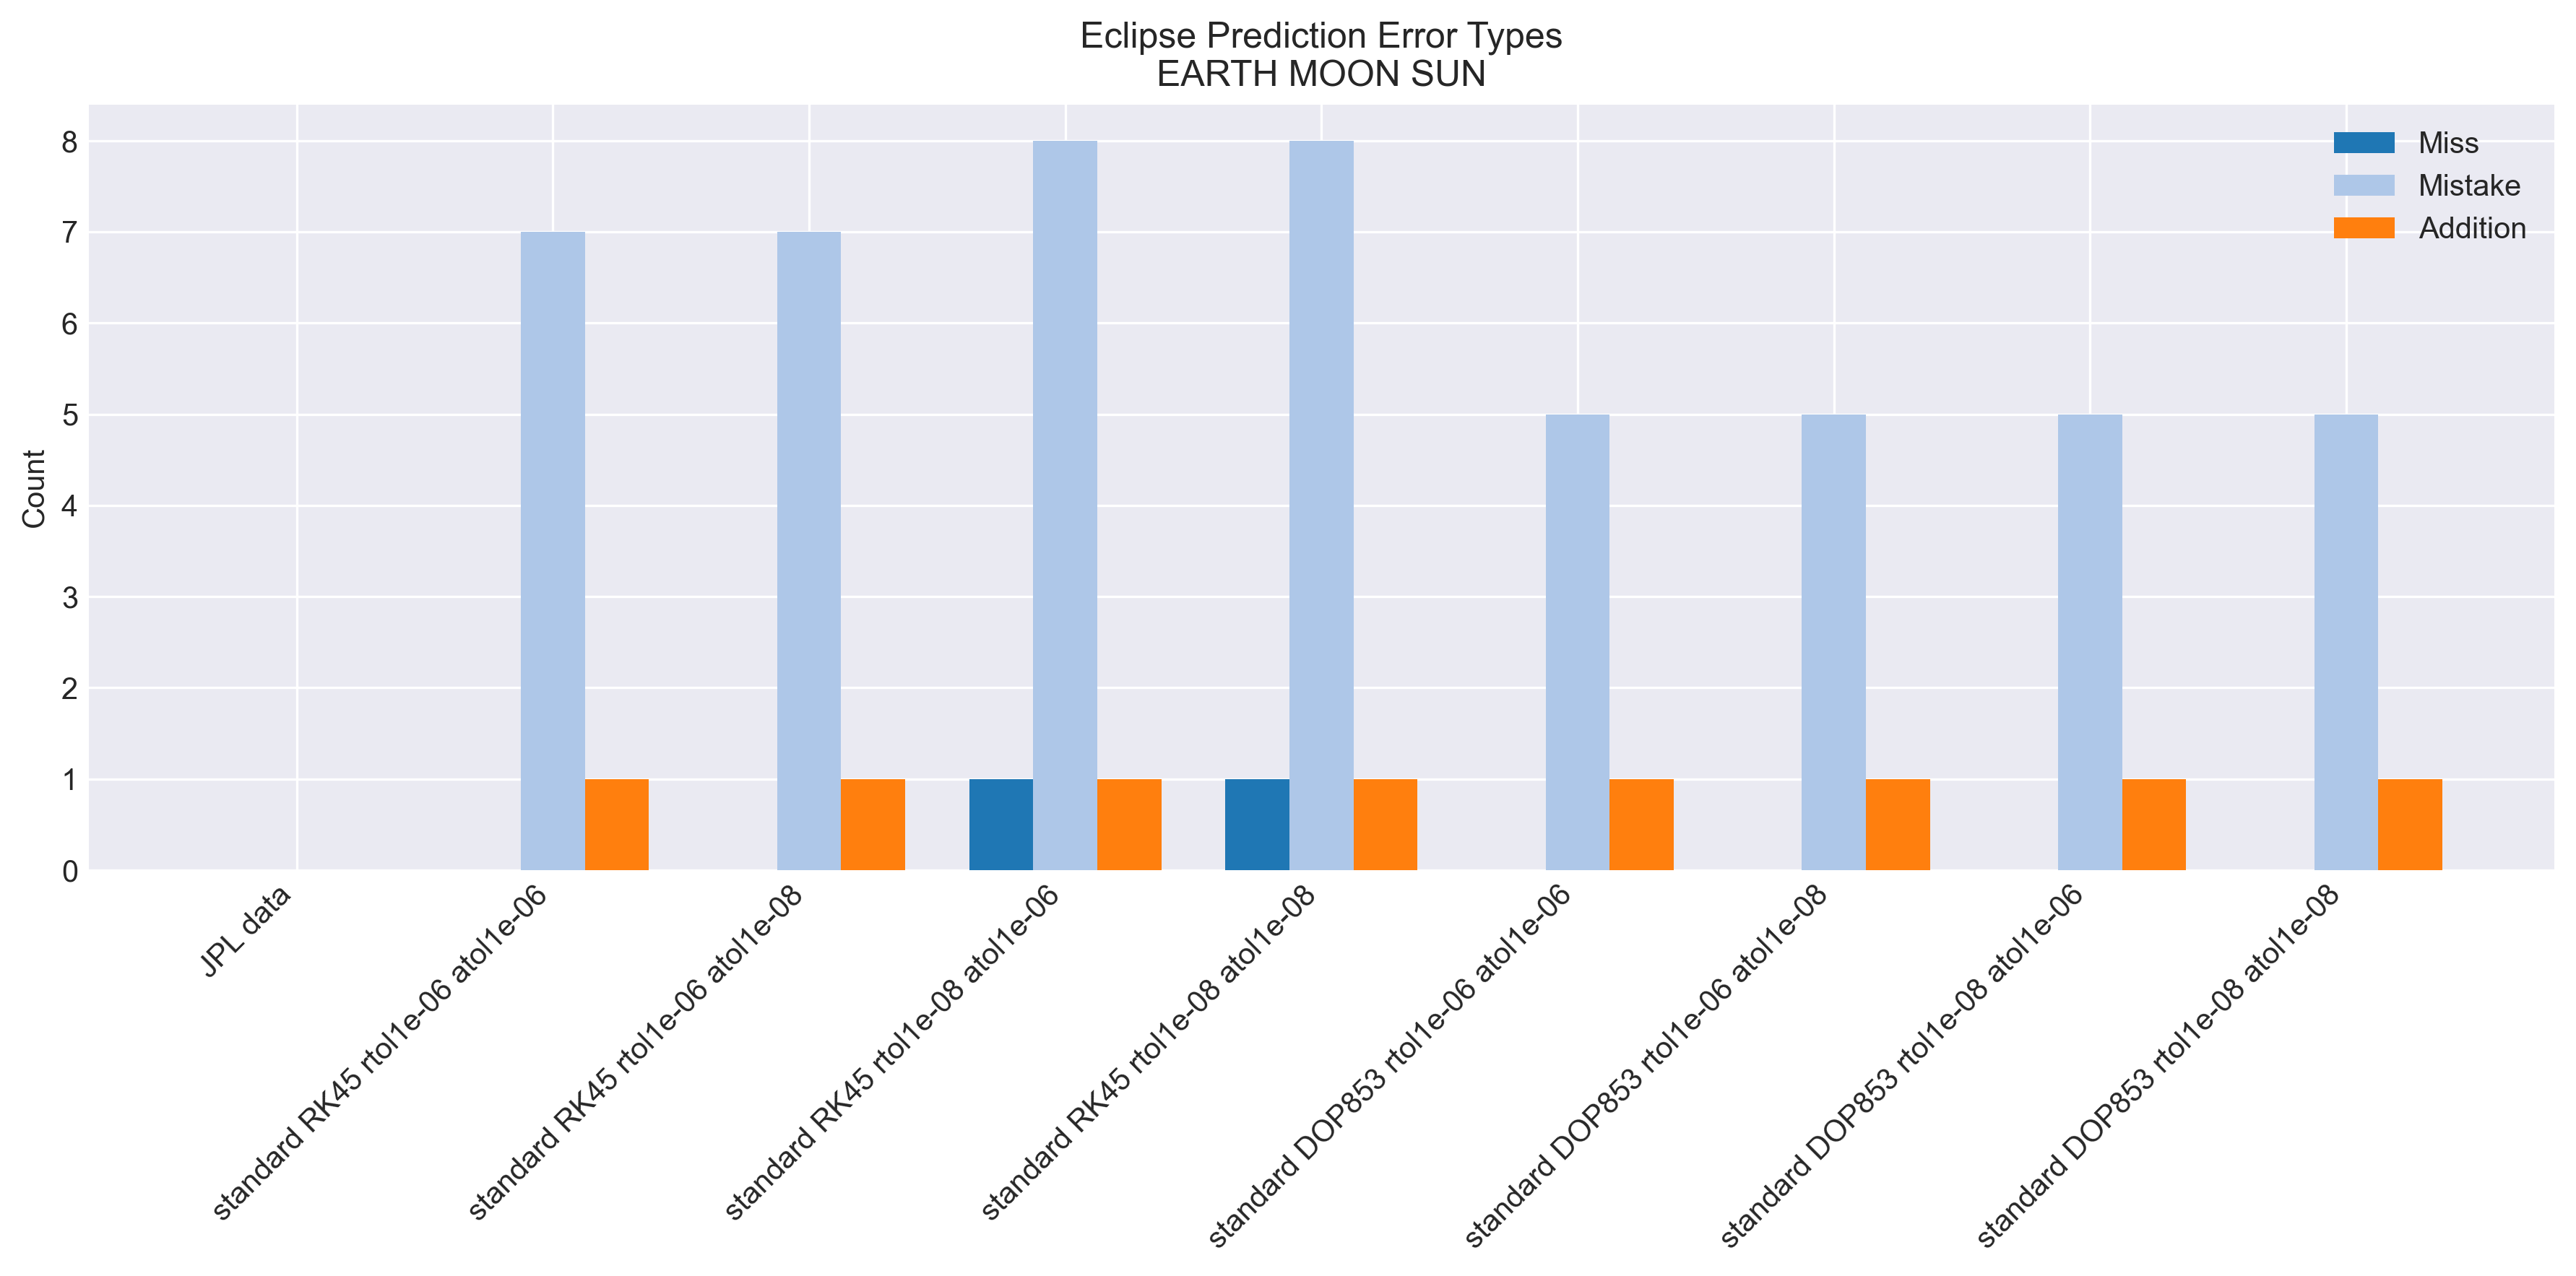 Eclipse Prediction Error Types
EARTH MOON SUN
Count
8
7
6
5
4
3
2
1
0
Miss
Mistake
Addition
JPL data
standard RK45 rtol1e-06 atol1e-06
standard RK45 rtol1e-06 atol1e-08
standard RK45 rtol1e-08 atol1e-06
standard RK45 rtol1e-08 atol1e-08
standard DOP853 rtol1e-06 atol1e-06
standard DOP853 rtol1e-06 atol1e-08
standard DOP853 rtol1e-08 atol1e-06
standard DOP853 rtol1e-08 atol1e-08